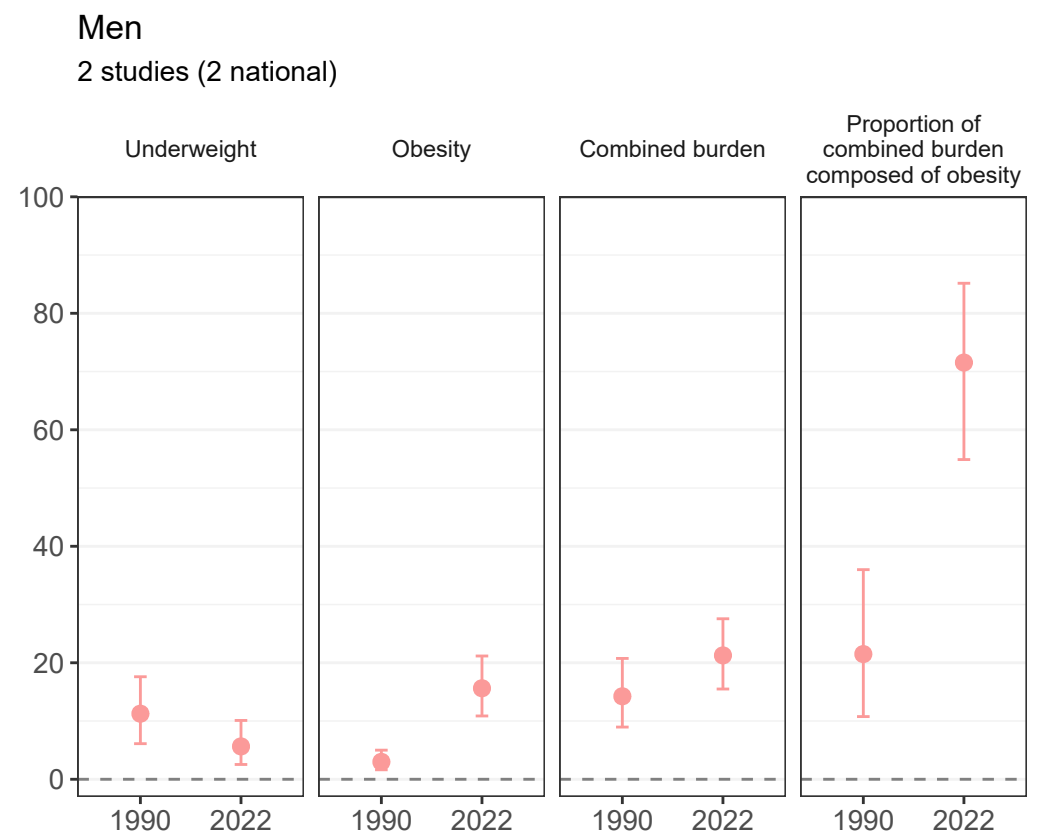 Men
2 studies (2 national)
Underweight
Obesity
Combined burden
Proportion of
combined burden
composed of obesity
100
80
60
40
20
0
1990 2022
1990 2022
1990 2022
1990 2022